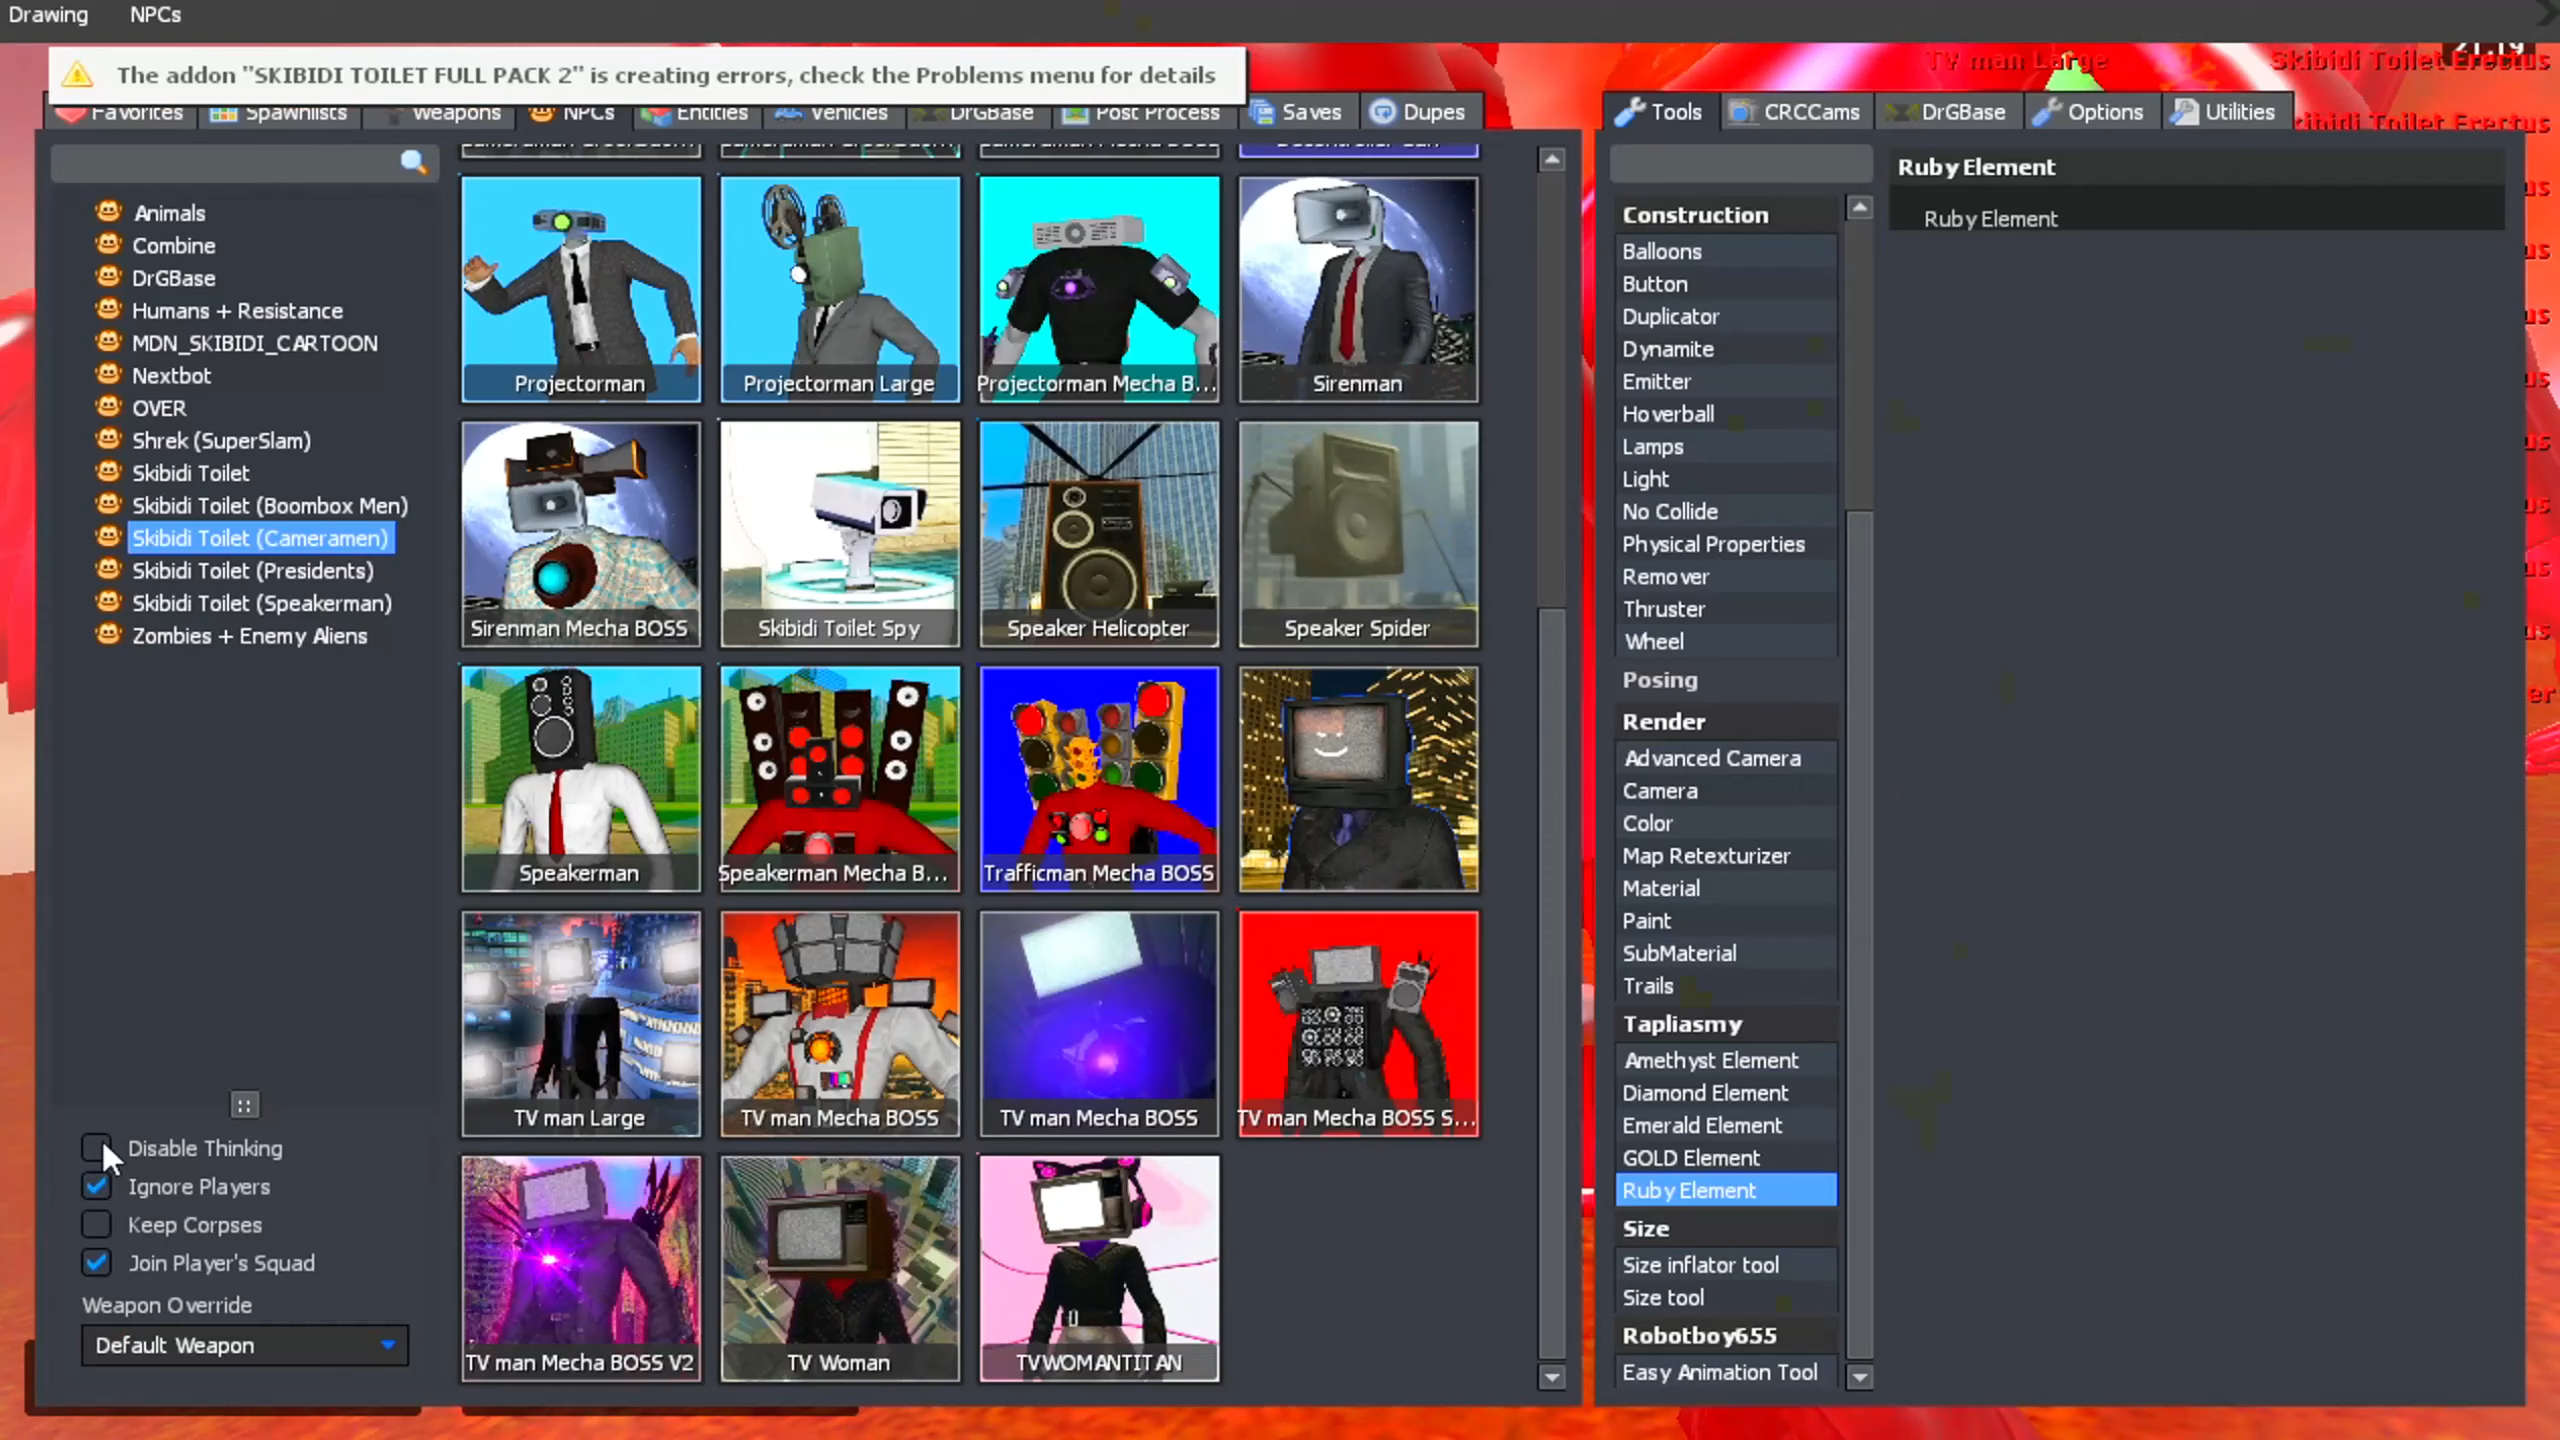 Drawing NPCs
The addon "SKIBIDI TOILET FULL PACK 2" is creating errors, check the Problems menu for details
21:19
TV man Large
Skibidi Toilet Erectus
Favorites Spawnlists Weapons NPCs Entities Vehicles DrGBase Post Process Saves Dupes
Animals
Combine
DrGBase
Humans + Resistance
MDN_SKIBIDI_CARTOON
Nextbot
OVER
Shrek (SuperSlam)
Skibidi Toilet
Skibidi Toilet (Boombox Men)
Skibidi Toilet (Cameramen)
Skibidi Toilet (Presidents)
Skibidi Toilet (Speakerman)
Zombies + Enemy Aliens
Disable Thinking
Ignore Players
Keep Corpses
Join Player's Squad
Weapon Override
Default Weapon
Projectorman
Projectorman Large
Projectorman Mecha B...
Sirenman
Sirenman Mecha BOSS
Skibidi Toilet Spy
Speaker Helicopter
Speaker Spider
Speakerman
Speakerman Mecha B...
Trafficman Mecha BOSS
TV man Large
TV man Mecha BOSS
TV man Mecha BOSS
TV man Mecha BOSS S...
TV man Mecha BOSS V2
TV Woman
TVWOMANTITAN
Tools CRCCams DrGBase Options Utilities
Construction
Balloons
Button
Duplicator
Dynamite
Emitter
Hoverball
Lamps
Light
No Collide
Physical Properties
Remover
Thruster
Wheel
Posing
Render
Advanced Camera
Camera
Color
Map Retexturizer
Material
Paint
SubMaterial
Trails
Tapliasmy
Amethyst Element
Diamond Element
Emerald Element
GOLD Element
Ruby Element
Size
Size inflator tool
Size tool
Robotboy655
Easy Animation Tool
Ruby Element
Ruby Element